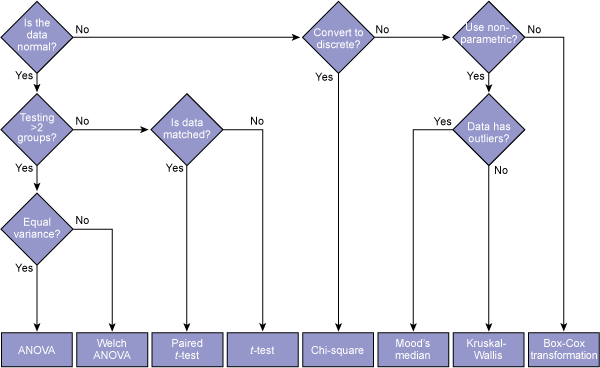 Is the
data
normal?
No
Convert to
discrete?
No
Use non-
parametric?
No
Yes
Yes
Yes
Testing
>2
groups?
No
Is data
matched?
No
Yes
Data has
outliers?
Yes
Yes
No
Equal
variance?
No
Yes
ANOVA
Welch
ANOVA
Paired
t-test
t-test
Chi-square
Mood's
median
Kruskal-
Wallis
Box-Cox
transformation